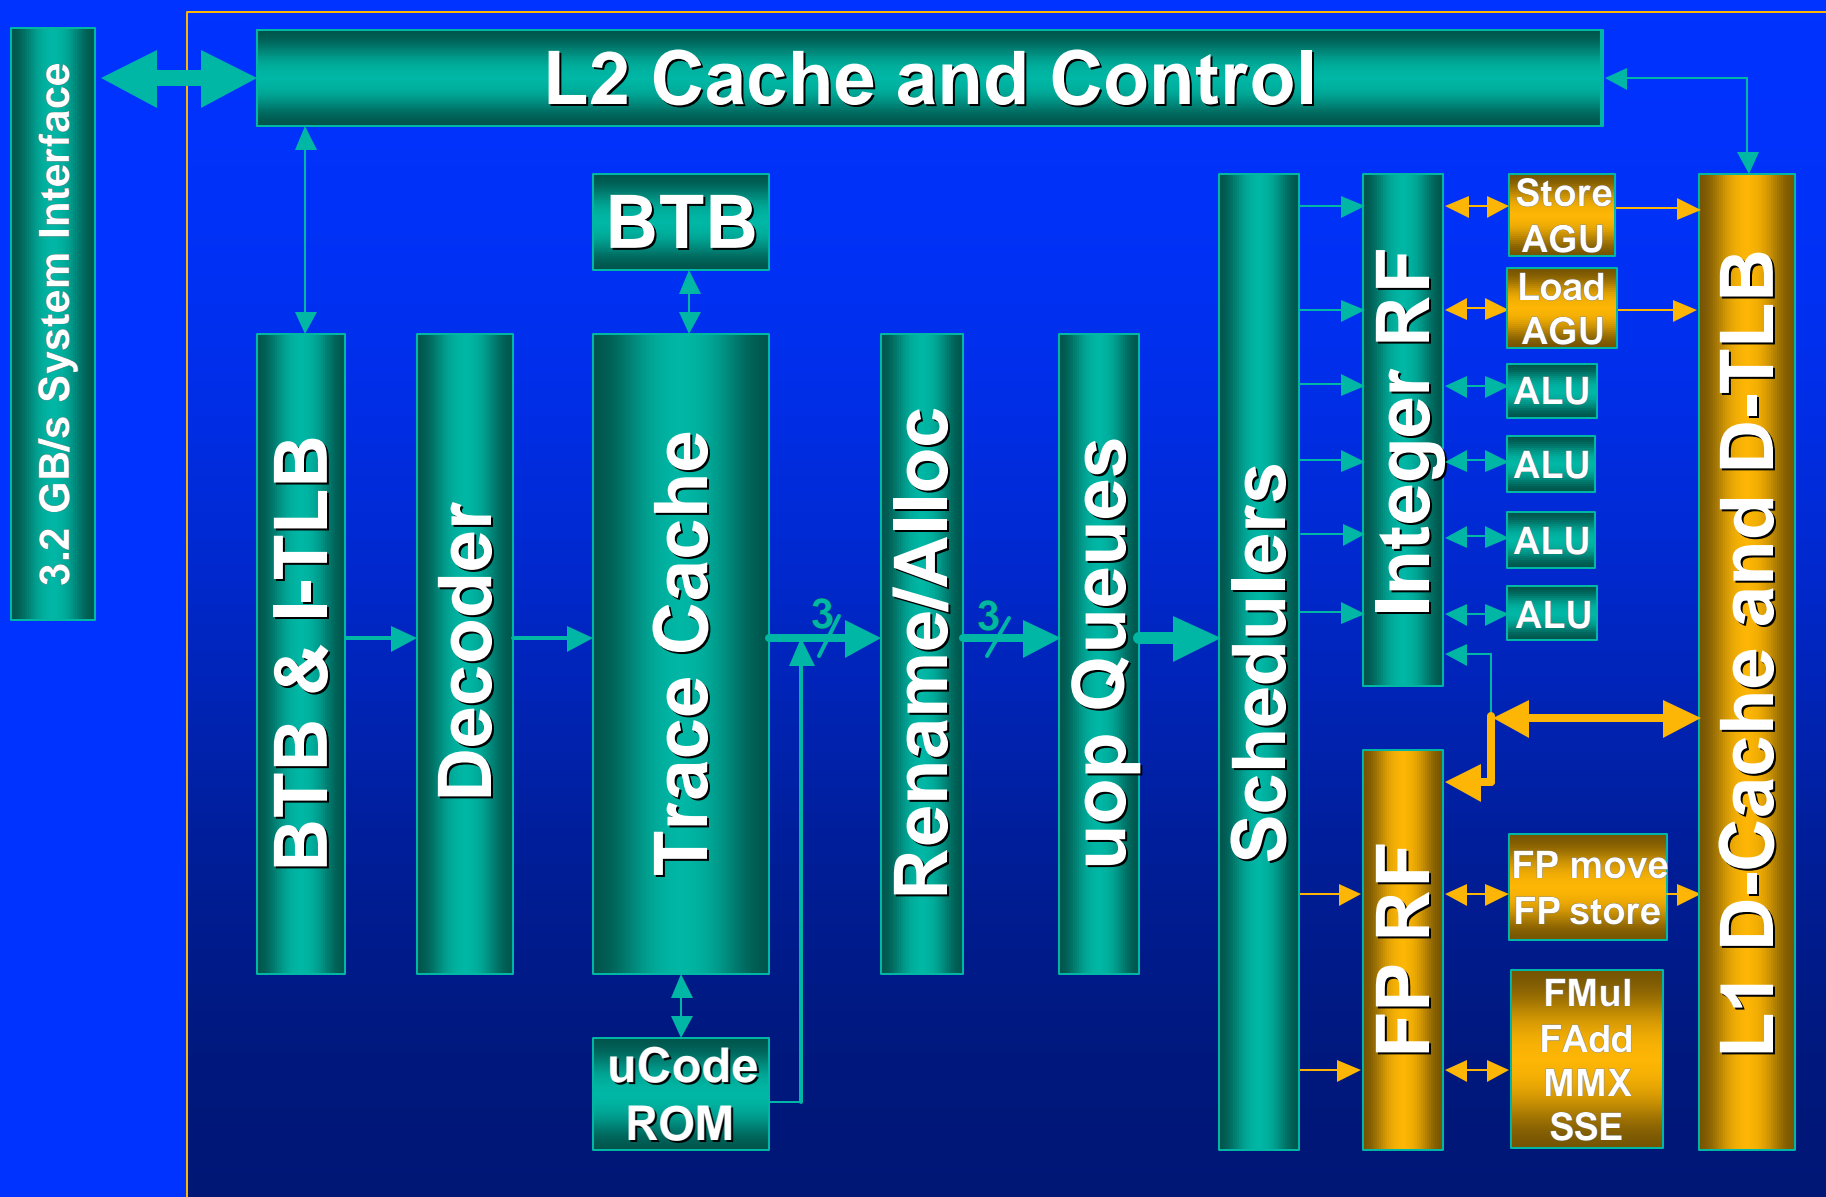 3.2 GB/s System Interface
L2 Cache and Control
BTB & I-TLB
Decoder
BTB
Trace Cache
uCode
ROM
3
Rename/Alloc
3
uop Queues
Schedulers
Integer RF
FP RF
Store
AGU
Load
AGU
ALU
ALU
ALU
ALU
FP move
FP store
FMul
FAdd
MMX
SSE
L1 D-Cache and D-TLB